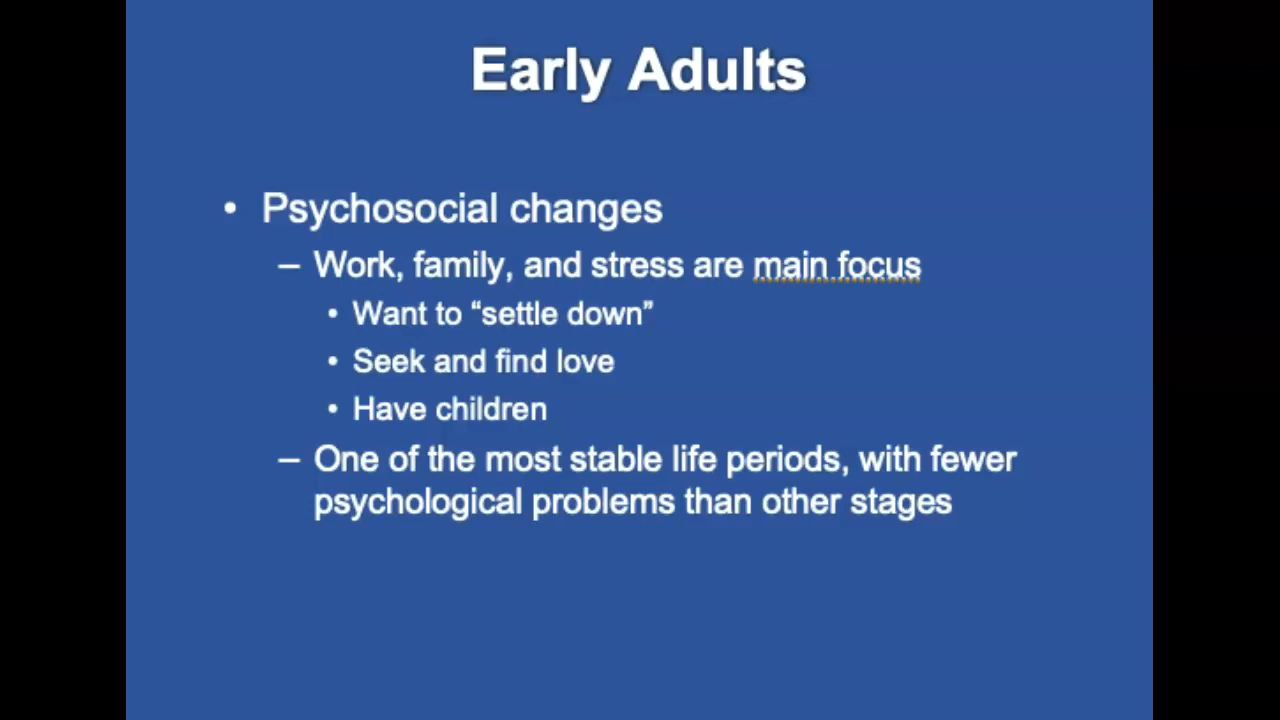 Early Adults
• Psychosocial changes
– Work, family, and stress are main focus
• Want to “settle down”
• Seek and find love
• Have children
– One of the most stable life periods, with fewer
psychological problems than other stages